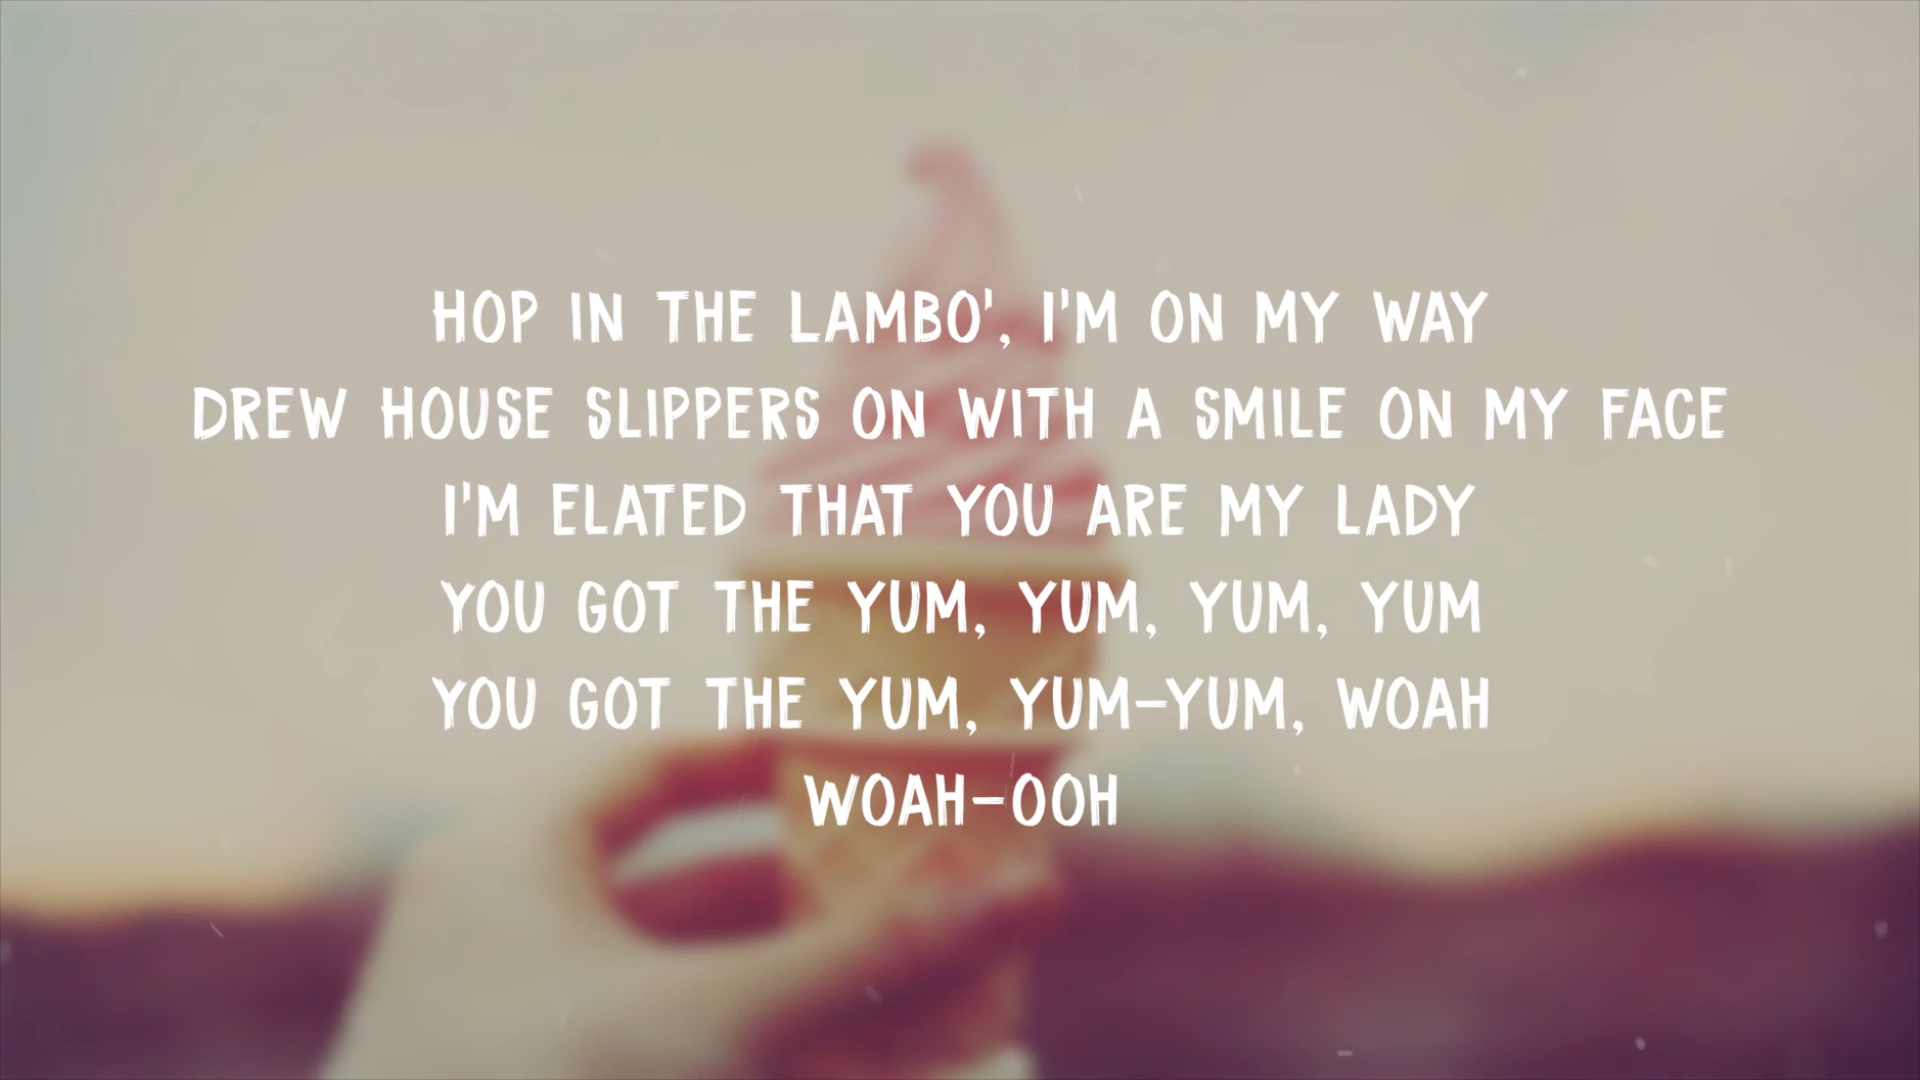 HOP IN THE LAMBO', I'M ON MY WAY
DREW HOUSE SLIPPERS ON WITH A SMILE ON MY FACE
I'M ELATED THAT YOU ARE MY LADY
YOU GOT THE YUM, YUM, YUM, YUM
YOU GOT THE YUM, YUM-YUM, WOAH
WOAH-OOH